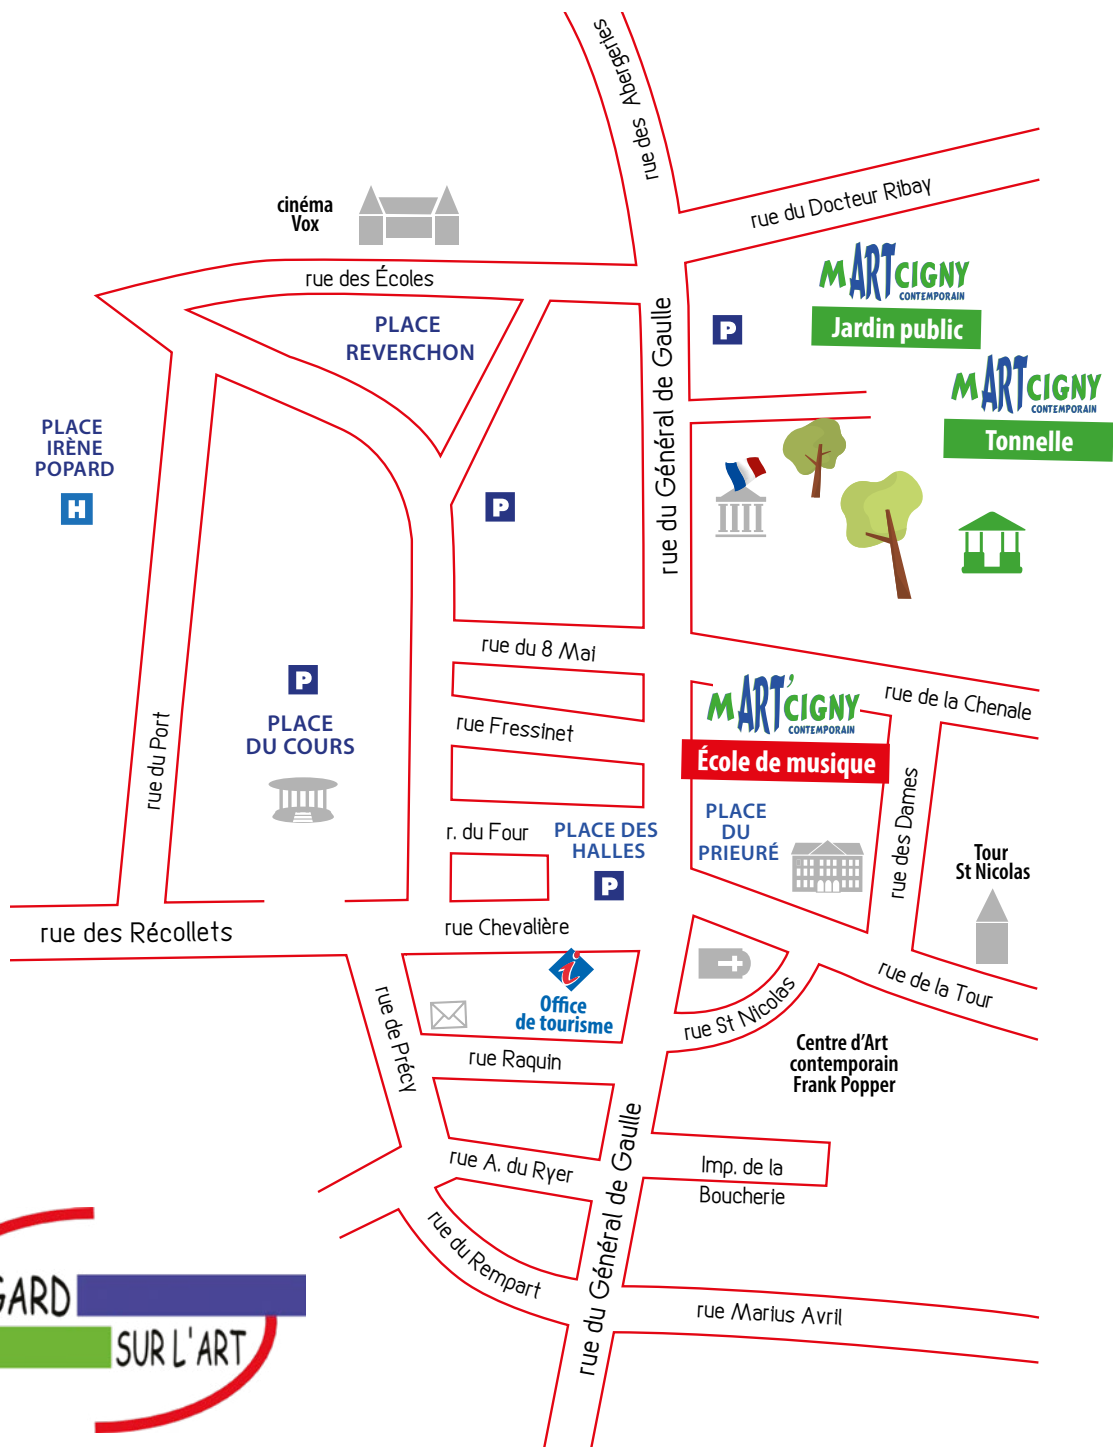 rue des Abergeries
rue du Docteur Ribay
cinéma
Vox
rue des Écoles
mARTCIGNY
CONTEMPORAIN
Jardin public
PLACE
REVERCHON
P
rue du Général de Gaulle
mARTCIGNY
CONTEMPORAIN
Tonnelle
PLACE
IRÈNE
POPARD
H
P
rue du 8 Mai
P
PLACE
DU COURS
rue du Port
rue Fressinet
mART'CIGNY
CONTEMPORAIN
École de musique
rue de la Chenale
rue des Dames
r. du Four
PLACE DES
HALLES
P
PLACE
DU
PRIEURÉ
Tour
St Nicolas
rue des Récollets
rue Chevalière
i
Office
de tourisme
rue de Précy
rue St Nicolas
rue de la Tour
rue Raquin
Centre d'Art
contemporain
Frank Popper
rue A. du Ryer
rue du Général de Gaulle
Imp. de la
Boucherie
rue du Rempart
rue Marius Avril
GARD
SUR L'ART